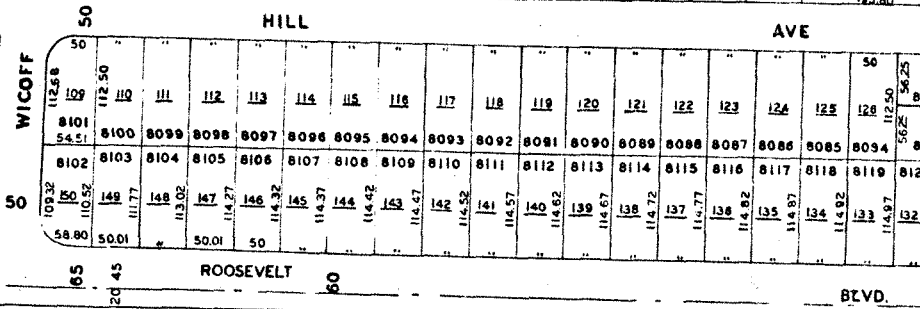 50
HILL AVE
125.80
WICOFF
50 " " " " " " " " " " " " " " " 50
112.68 112.50 112.50 56.25
109 110 111 112 113 114 115 116 117 118 119 120 121 122 123 124 125 126
8101 8100 8099 8098 8097 8096 8095 8094 8093 8092 8091 8090 8089 8088 8087 8086 8085 8094
54.51 56.25
8102 8103 8104 8105 8106 8107 8108 8109 8110 8111 8112 8113 8114 8115 8116 8117 8118 8119 812
50
109.32 110.52 111.77 113.02 114.27 114.32 114.37 114.42 114.47 114.52 114.57 114.62 114.67 114.72 114.77 114.82 114.87 114.92 114.97
150 149 148 147 146 145 144 143 142 141 140 139 138 137 136 135 134 133 132
58.80 50.01 " 50.01 50 " " " " " " " " " " " " " "
65 20 45 ROOSEVELT 60 BLVD.